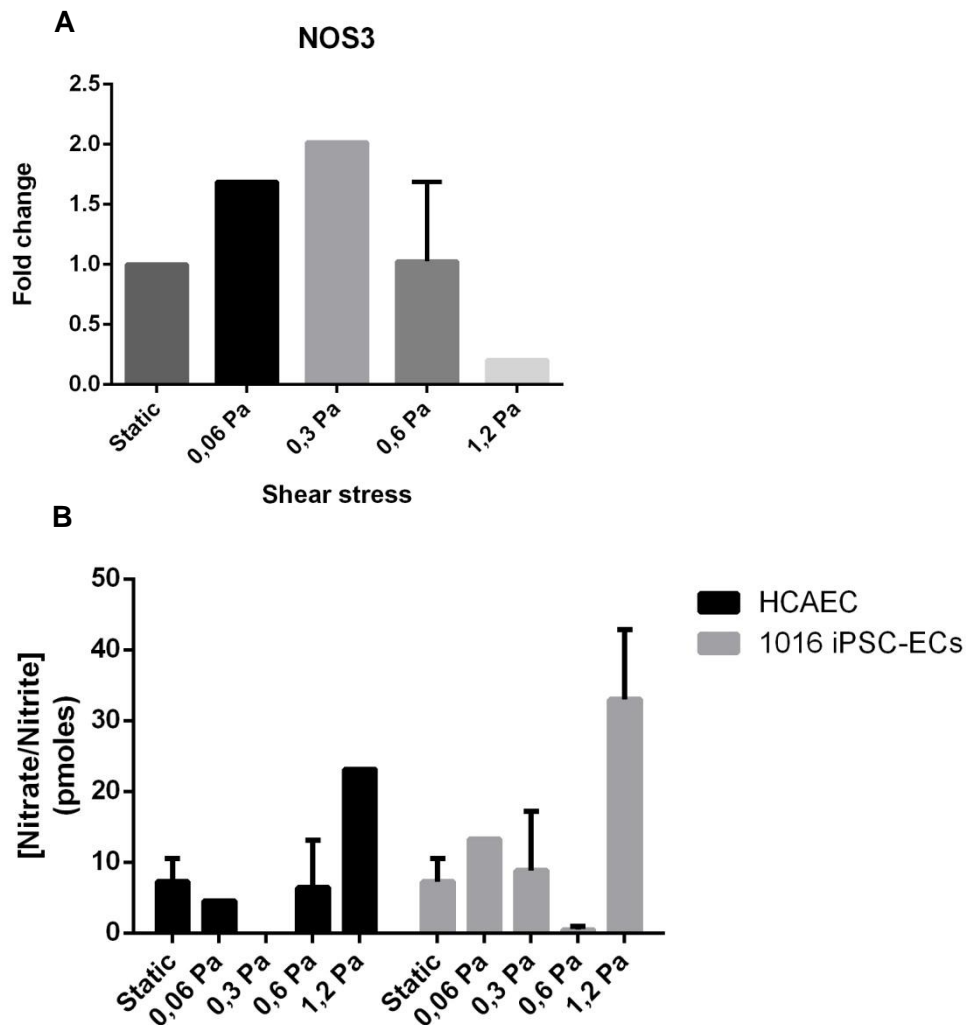 A
NOS3
2.5
2.0
1.5
1.0
0.5
0.0
Fold change
Static
0,06 Pa
0,3 Pa
0,6 Pa
1,2 Pa
Shear stress
B
50
40
30
20
10
0
[Nitrate/Nitrite]
(pmoles)
Static
0,06 Pa
0,3 Pa
0,6 Pa
1,2 Pa
Static
0,06 Pa
0,3 Pa
0,6 Pa
1,2 Pa
HCAEC
1016 iPSC-ECs